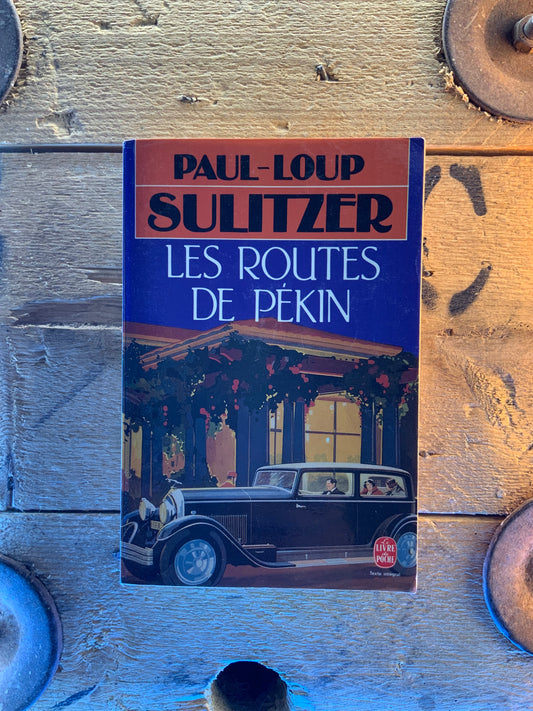 PAUL-LOUP
SULITZER
LES ROUTES
DE PÉKIN
Le
LIVRE
de
POCHE
Texte intégral